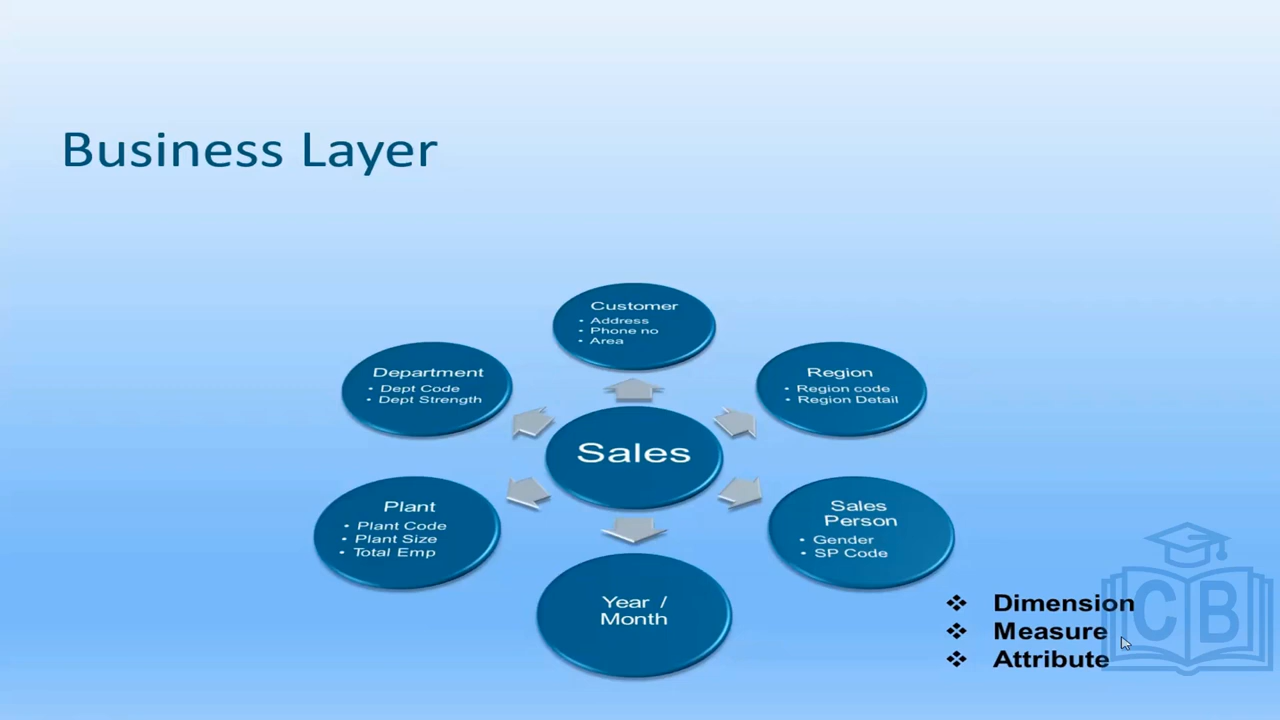 Business Layer
Customer
• Address
• Phone no
• Area
Department
• Dept Code
• Dept Strength
Region
• Region code
• Region Detail
Sales
Plant
• Plant Code
• Plant Size
• Total Emp
Sales
Person
• Gender
• SP Code
Year /
Month
❖ Dimension
❖ Measure
❖ Attribute
CB